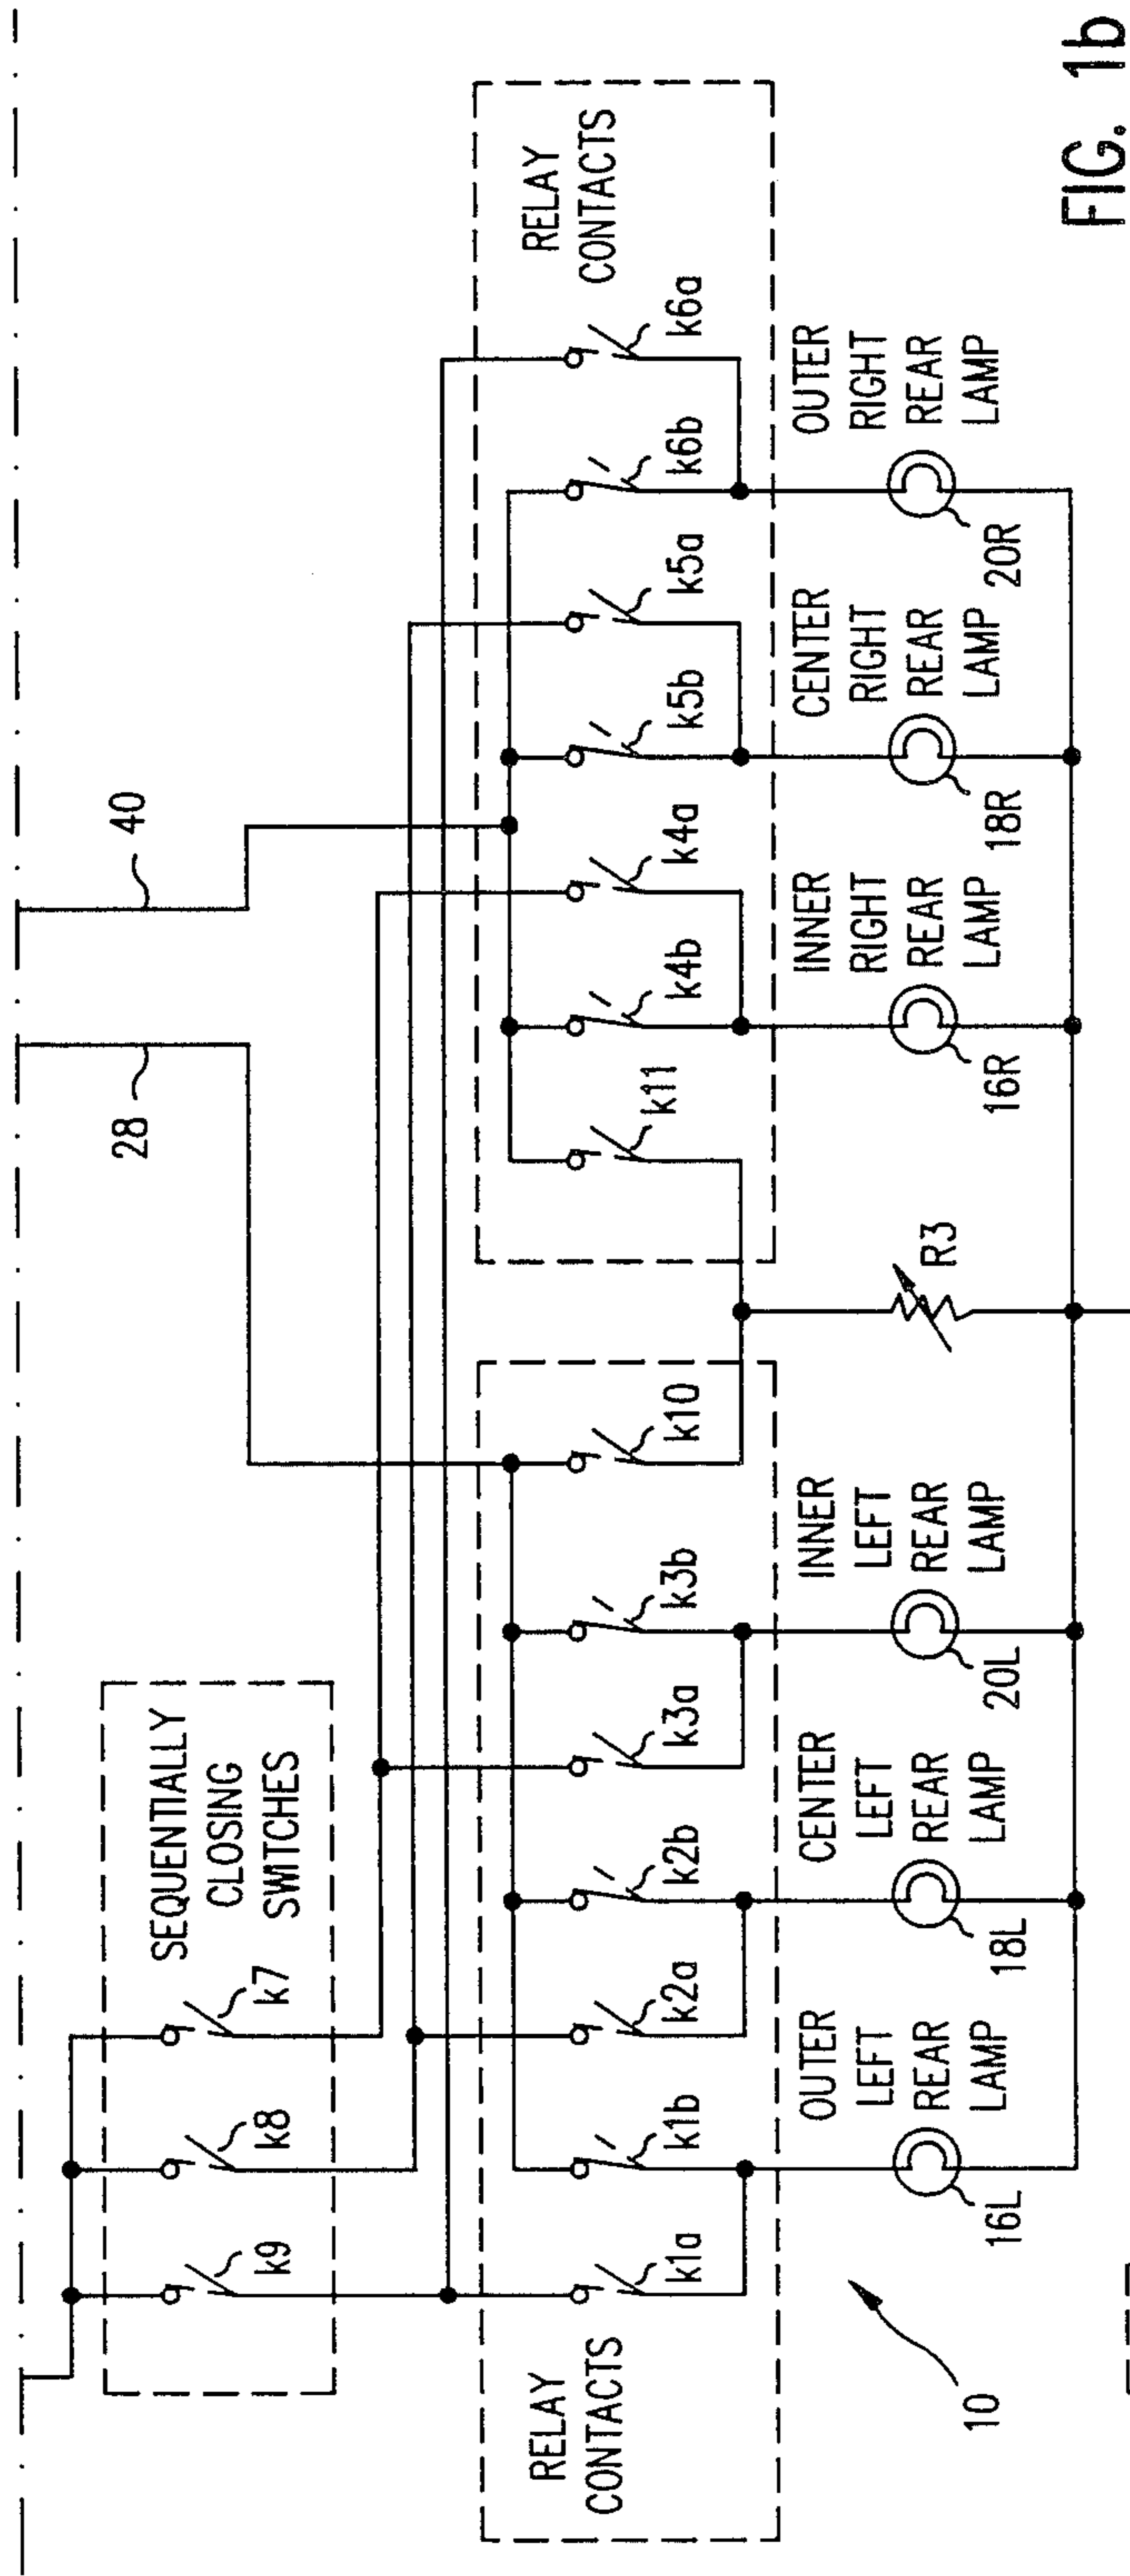 40
28
SEQUENTIALLY
CLOSING
SWITCHES
k9
k8
k7
RELAY
CONTACTS
k1a
k1b
k2a
k2b
k3a
k3b
k10
k11
k4b
k4a
k5b
k5a
k6b
k6a
RELAY
CONTACTS
OUTER
LEFT
REAR
LAMP
16L
CENTER
LEFT
REAR
LAMP
18L
INNER
LEFT
REAR
LAMP
20L
R3
INNER
RIGHT
REAR
LAMP
16R
CENTER
RIGHT
REAR
LAMP
18R
OUTER
RIGHT
REAR
LAMP
20R
10
FIG. 1b